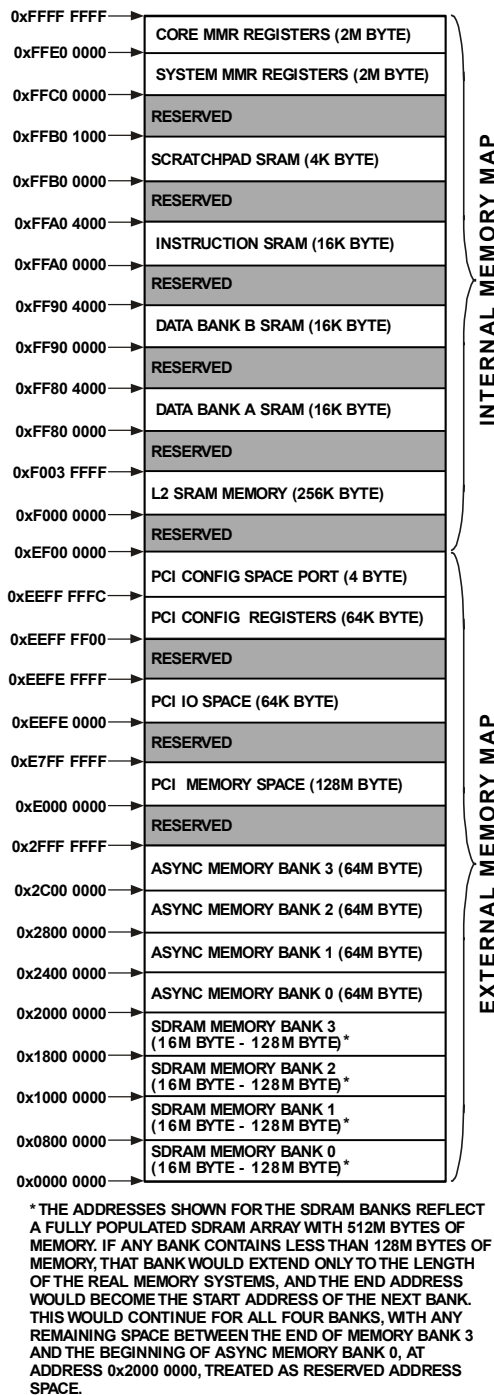 0xFFFF FFFF
CORE MMR REGISTERS (2M BYTE)
0xFFE0 0000
SYSTEM MMR REGISTERS (2M BYTE)
0xFFC0 0000
RESERVED
0xFFB0 1000
SCRATCHPAD SRAM (4K BYTE)
0xFFB0 0000
RESERVED
0xFFA0 4000
INSTRUCTION SRAM (16K BYTE)
0xFFA0 0000
RESERVED
0xFF90 4000
DATA BANK B SRAM (16K BYTE)
0xFF90 0000
RESERVED
0xFF80 4000
DATA BANK A SRAM (16K BYTE)
0xFF80 0000
RESERVED
0xF003 FFFF
L2 SRAM MEMORY (256K BYTE)
0xF000 0000
RESERVED
0xEF00 0000
INTERNAL MEMORY MAP
PCI CONFIG SPACE PORT (4 BYTE)
0xEEFF FFFC
PCI CONFIG REGISTERS (64K BYTE)
0xEEFF FF00
RESERVED
0xEEFE FFFF
PCI IO SPACE (64K BYTE)
0xEEFE 0000
RESERVED
0xE7FF FFFF
PCI MEMORY SPACE (128M BYTE)
0xE000 0000
RESERVED
0x2FFF FFFF
ASYNC MEMORY BANK 3 (64M BYTE)
0x2C00 0000
ASYNC MEMORY BANK 2 (64M BYTE)
0x2800 0000
ASYNC MEMORY BANK 1 (64M BYTE)
0x2400 0000
ASYNC MEMORY BANK 0 (64M BYTE)
0x2000 0000
SDRAM MEMORY BANK 3
(16M BYTE - 128M BYTE)*
0x1800 0000
SDRAM MEMORY BANK 2
(16M BYTE - 128M BYTE)*
0x1000 0000
SDRAM MEMORY BANK 1
(16M BYTE - 128M BYTE)*
0x0800 0000
SDRAM MEMORY BANK 0
(16M BYTE - 128M BYTE)*
0x0000 0000
EXTERNAL MEMORY MAP
* THE ADDRESSES SHOWN FOR THE SDRAM BANKS REFLECT
A FULLY POPULATED SDRAM ARRAY WITH 512M BYTES OF
MEMORY. IF ANY BANK CONTAINS LESS THAN 128M BYTES OF
MEMORY, THAT BANK WOULD EXTEND ONLY TO THE LENGTH
OF THE REAL MEMORY SYSTEMS, AND THE END ADDRESS
WOULD BECOME THE START ADDRESS OF THE NEXT BANK.
THIS WOULD CONTINUE FOR ALL FOUR BANKS, WITH ANY
REMAINING SPACE BETWEEN THE END OF MEMORY BANK 3
AND THE BEGINNING OF ASYNC MEMORY BANK 0, AT
ADDRESS 0x2000 0000, TREATED AS RESERVED ADDRESS
SPACE.